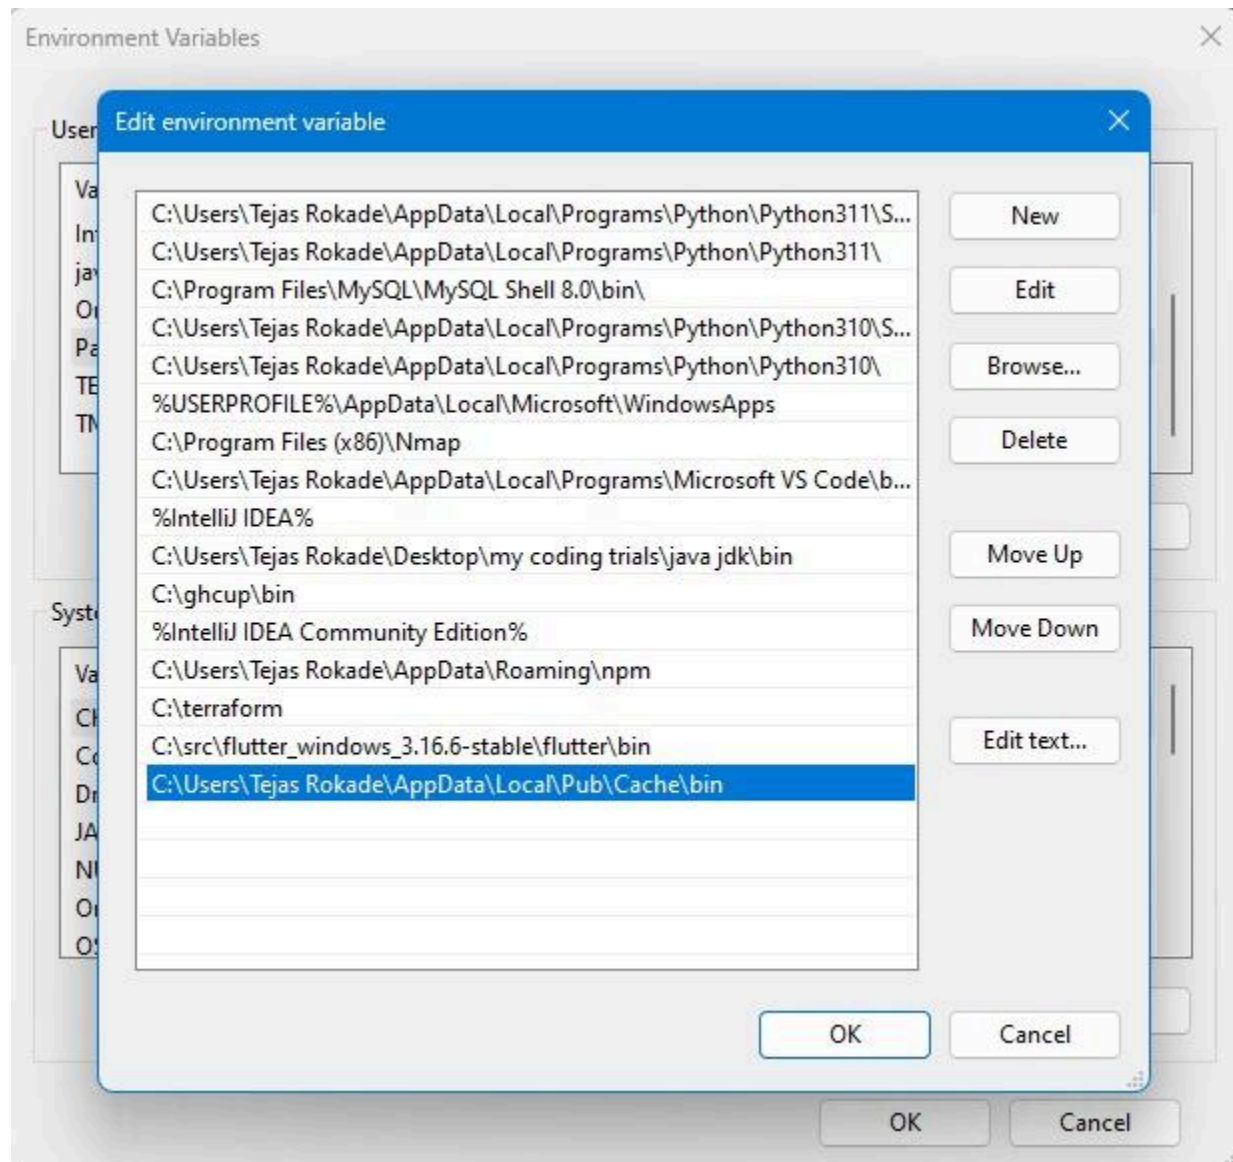 Environment Variables
Edit environment variable
User
Va
C:\Users\Tejas Rokade\AppData\Local\Programs\Python\Python311\S...
New
C:\Users\Tejas Rokade\AppData\Local\Programs\Python\Python311\
C:\Program Files\MySQL\MySQL Shell 8.0\bin\
Edit
C:\Users\Tejas Rokade\AppData\Local\Programs\Python\Python310\S...
C:\Users\Tejas Rokade\AppData\Local\Programs\Python\Python310\
Browse...
%USERPROFILE%\AppData\Local\Microsoft\WindowsApps
C:\Program Files (x86)\Nmap
Delete
C:\Users\Tejas Rokade\AppData\Local\Programs\Microsoft VS Code\b...
%IntelliJ IDEA%
C:\Users\Tejas Rokade\Desktop\my coding trials\java jdk\bin
Move Up
C:\ghcup\bin
%IntelliJ IDEA Community Edition%
Move Down
C:\Users\Tejas Rokade\AppData\Roaming\npm
C:\terraform
C:\src\flutter_windows_3.16.6-stable\flutter\bin
Edit text...
C:\Users\Tejas Rokade\AppData\Local\Pub\Cache\bin
Syste
Va
JA
OK
Cancel
OK
Cancel